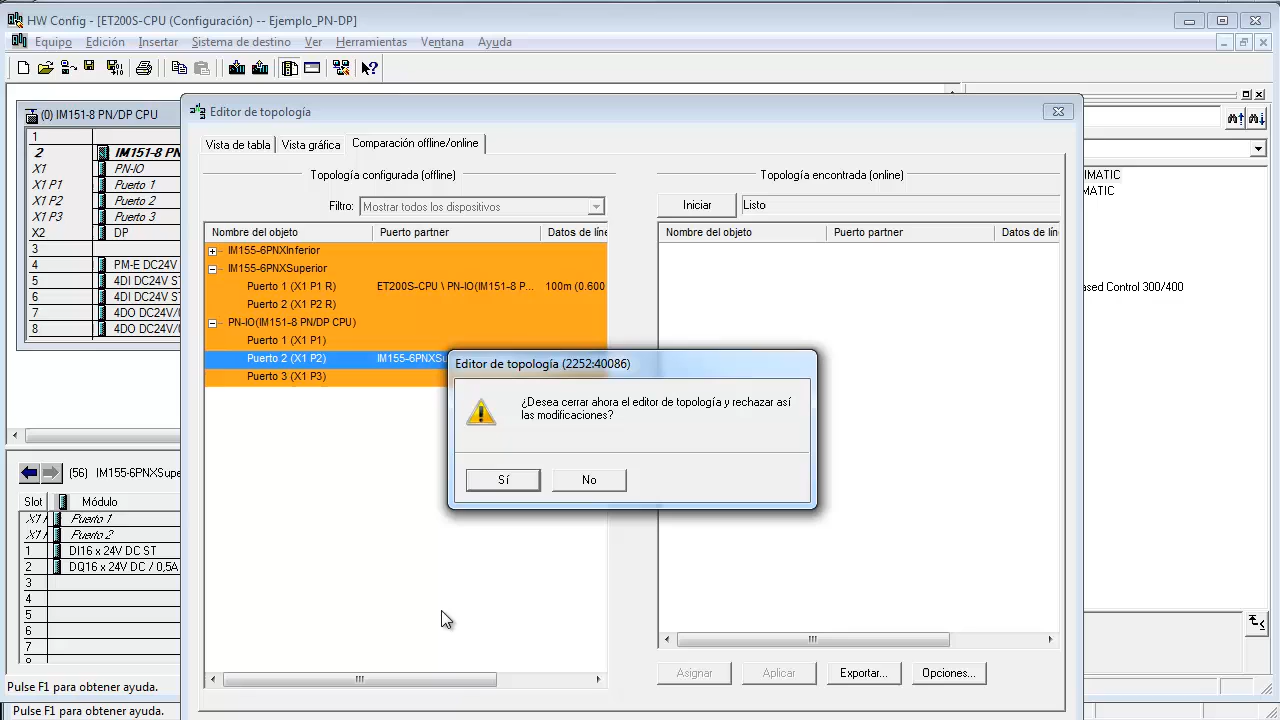 HW Config - [ET200S-CPU (Configuración) -- Ejemplo_PN-DP]
Equipo Edición Insertar Sistema de destino Ver Herramientas Ventana Ayuda
(0) IM151-8 PN/DP CPU
1
2 IM151-8 PN
X1 PN-IO
X1 P1 Puerto 1
X1 P2 Puerto 2
X1 P3 Puerto 3
X2 DP
3
4 PM-E DC24V
5 4DI DC24V ST
6 4DI DC24V ST
7 4DO DC24V/
8 4DO DC24V/
Editor de topología
Vista de tabla Vista gráfica Comparación offline/online
Topología configurada (offline)
Filtro: Mostrar todos los dispositivos
Nombre del objeto Puerto partner Datos de líne
IM155-6PNXInferior
IM155-6PNXSuperior
Puerto 1 (X1 P1 R) ET200S-CPU \ PN-IO(IM151-8 P... 100m (0.600
Puerto 2 (X1 P2 R)
PN-IO(IM151-8 PN/DP CPU)
Puerto 1 (X1 P1)
Puerto 2 (X1 P2) IM155-6PNXSu
Puerto 3 (X1 P3)
Topología encontrada (online)
Iniciar Listo
Nombre del objeto Puerto partner Datos de lín
Asignar Aplicar Exportar... Opciones...
Editor de topología (2252:40086)
¿Desea cerrar ahora el editor de topología y rechazar así
las modificaciones?
Sí No
IMATIC
MATIC
ased Control 300/400
(56) IM155-6PNXSupe
Slot Módulo
X1 Puerto 1
X1 Puerto 2
1 DI16 x 24V DC ST
2 DQ16 x 24V DC / 0,5A
3
4
5
6
7
Pulse F1 para obtener ayuda.
Pulse F1 para obtener ayuda.